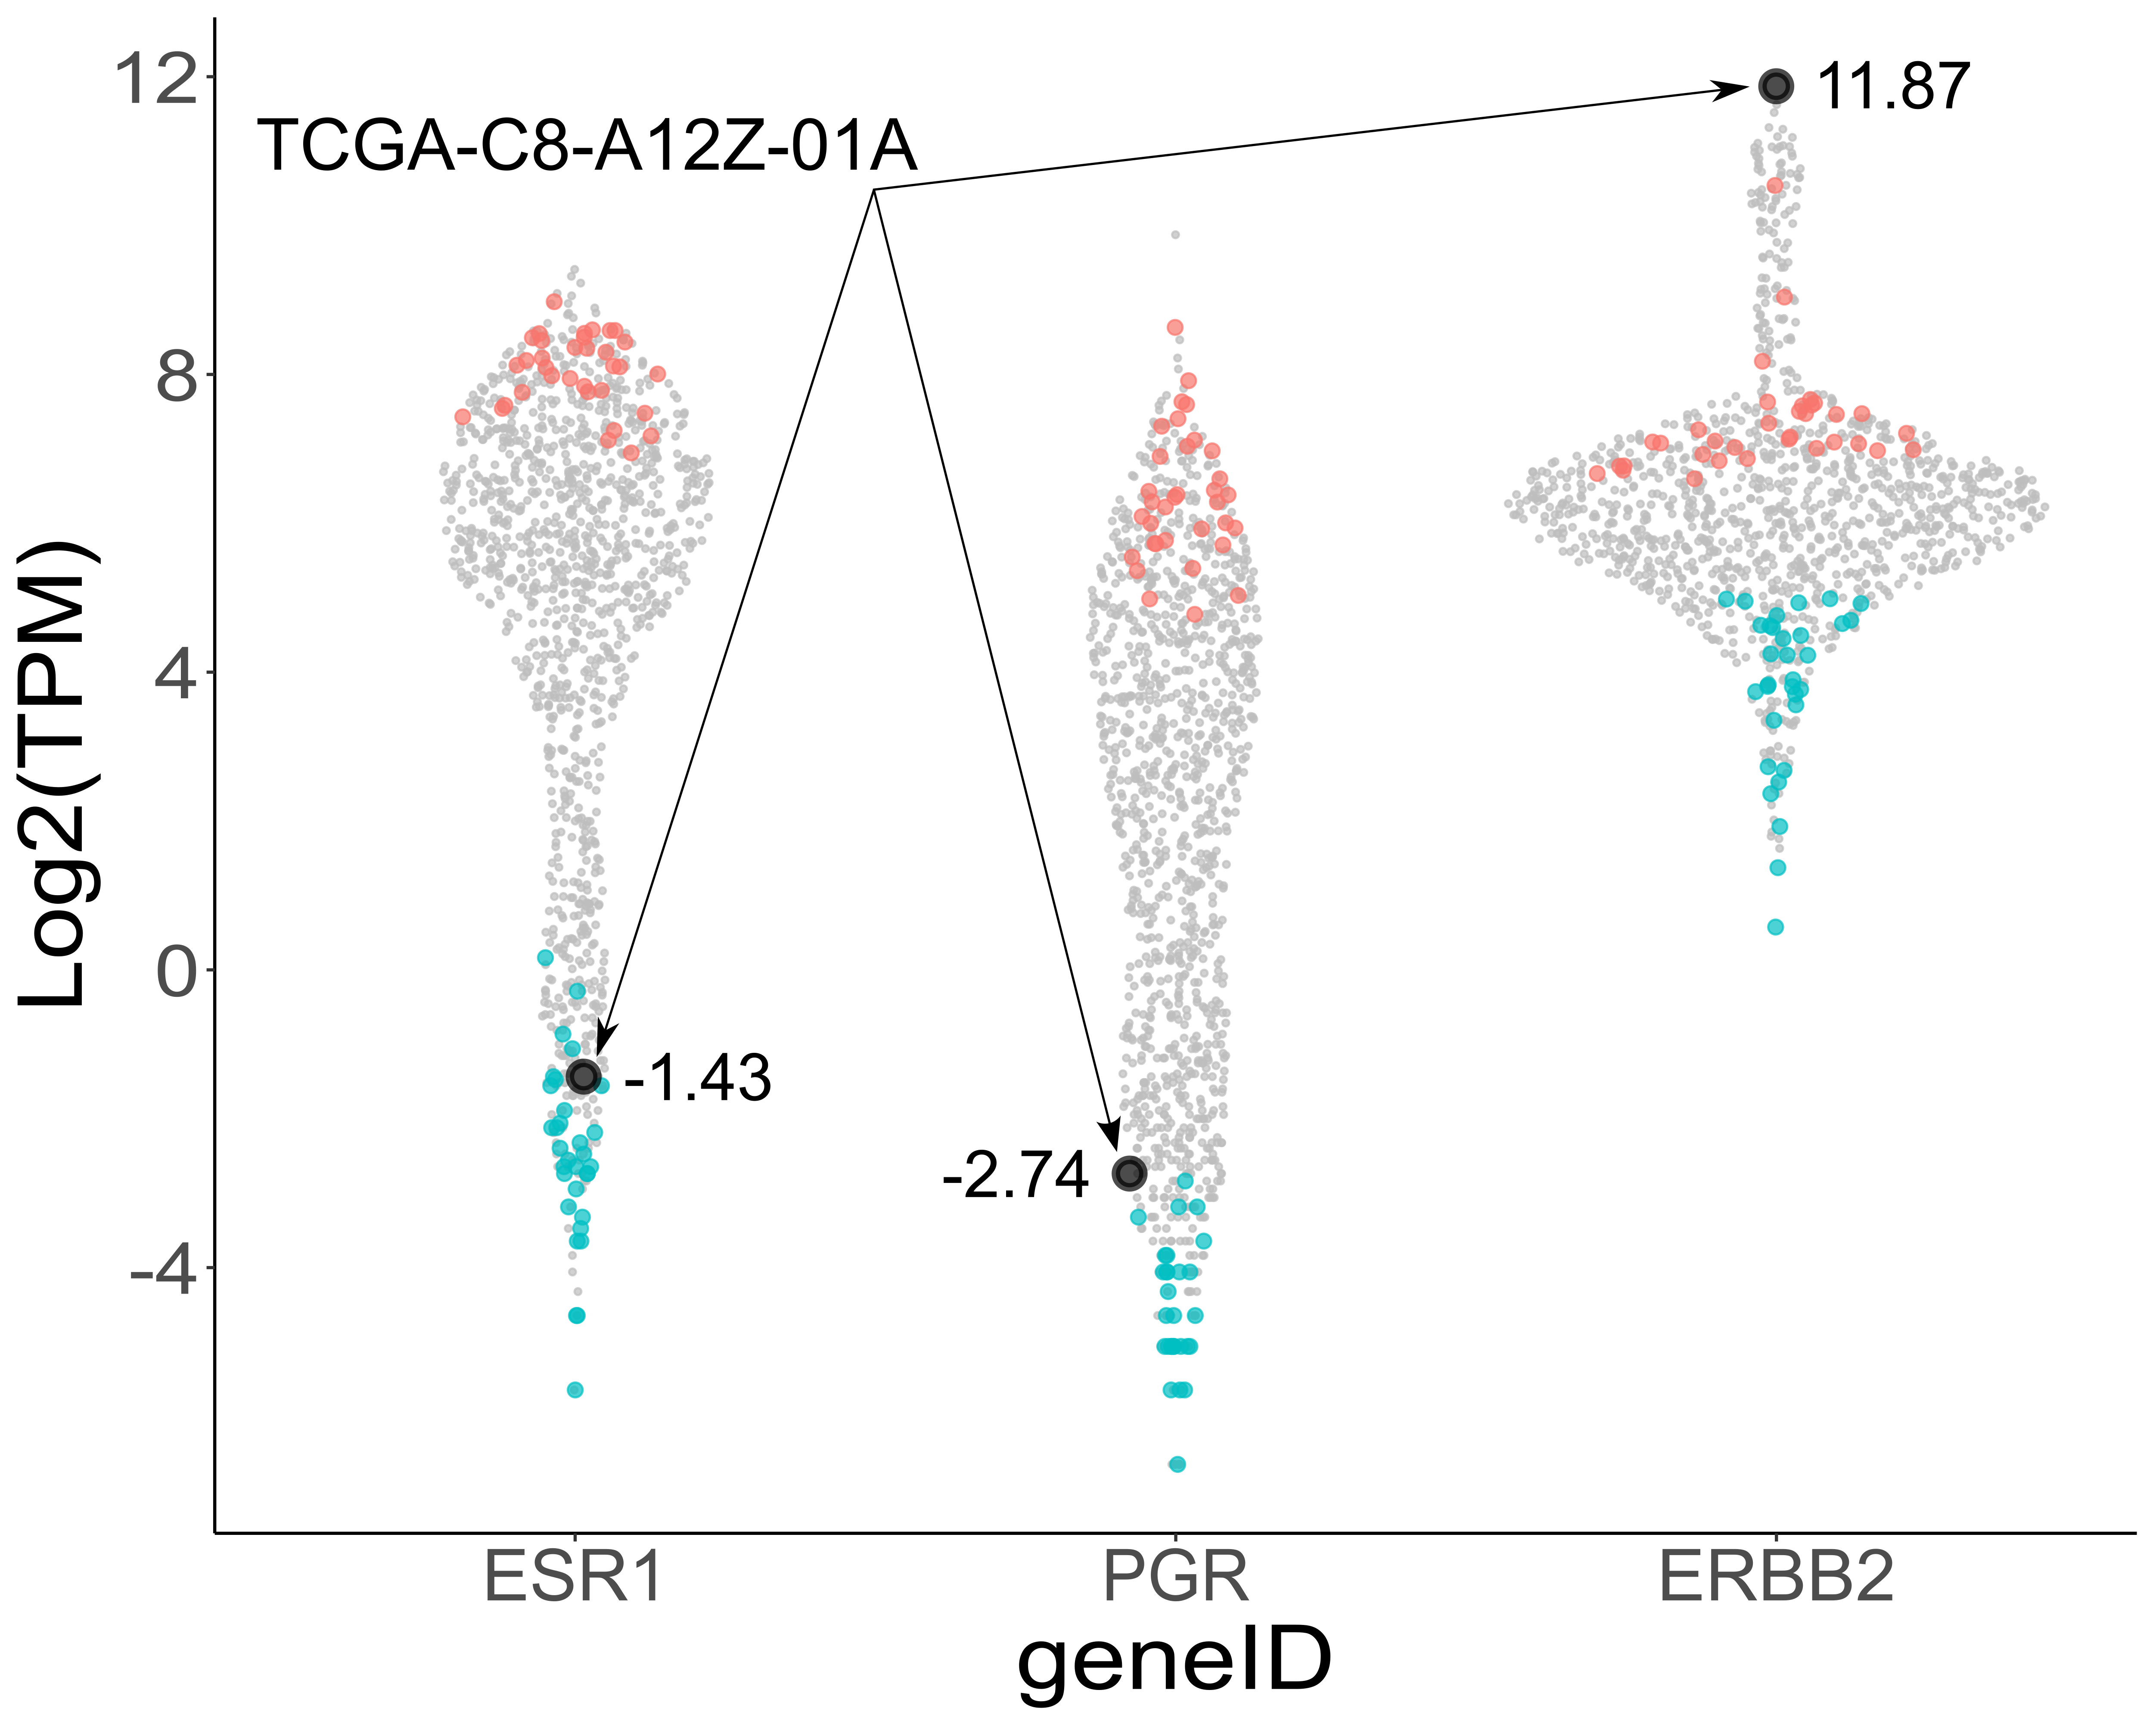 12
8
4
0
-4
Log2(TPM)
TCGA-C8-A12Z-01A
11.87
-1.43
-2.74
ESR1 PGR ERBB2
geneID